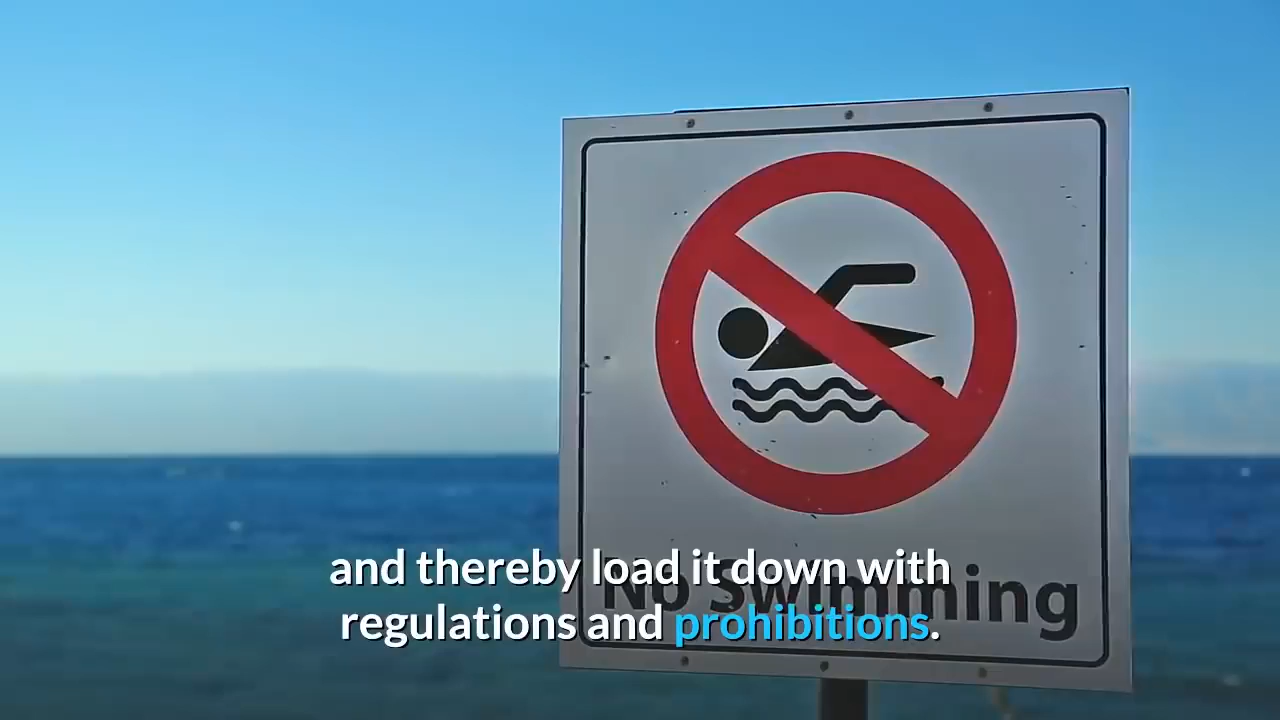 and thereby load it down with
No Swimming
regulations and prohibitions.